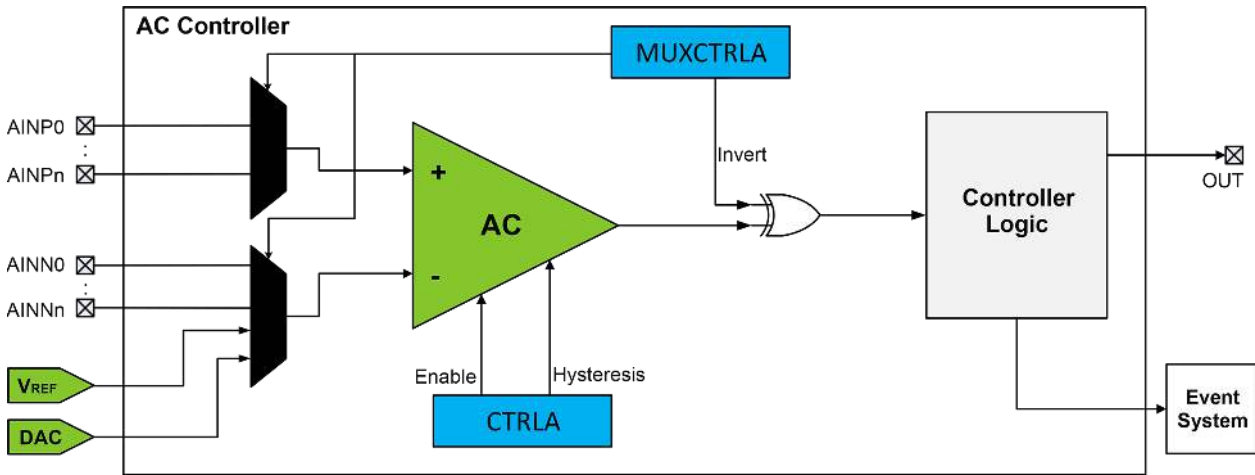 AC Controller
MUXCTRLA
AINP0
:
AINPn
Invert
+
AC
-
Controller
Logic
OUT
AINN0
:
AINNn
VREF
DAC
Enable
Hysteresis
CTRLA
Event
System